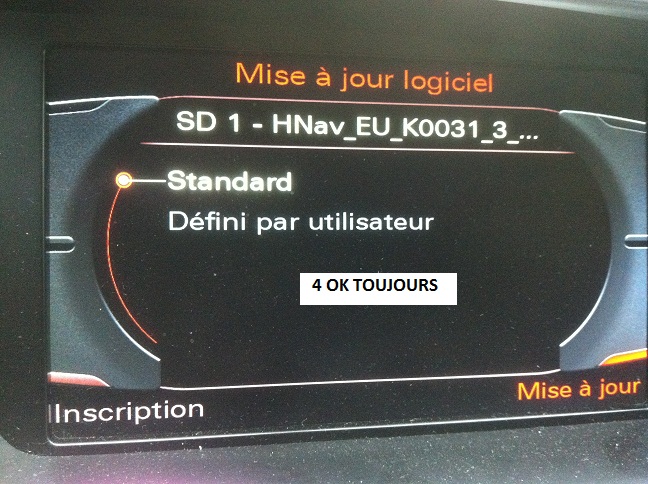 Mise à jour logiciel
SD 1 - HNav_EU_K0031_3_...
Standard
Défini par utilisateur
4 OK TOUJOURS
Mise à jour
Inscription